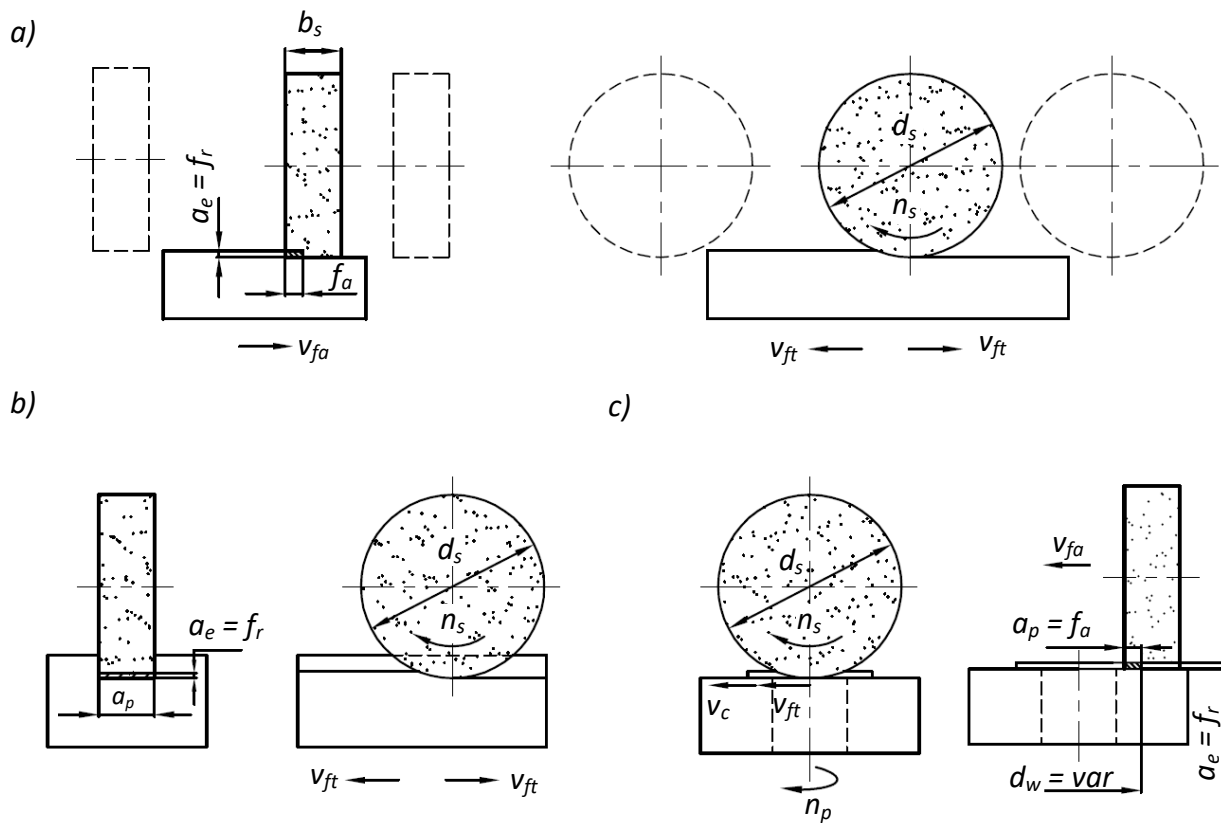 a)
b_s
a_e = f_r
f_a
v_fa
d_s
n_s
v_ft
v_ft
b)
a_e = f_r
a_p
d_s
n_s
v_ft
v_ft
c)
d_s
n_s
v_c
v_ft
n_p
v_fa
a_p = f_a
a_e = f_r
d_w = var